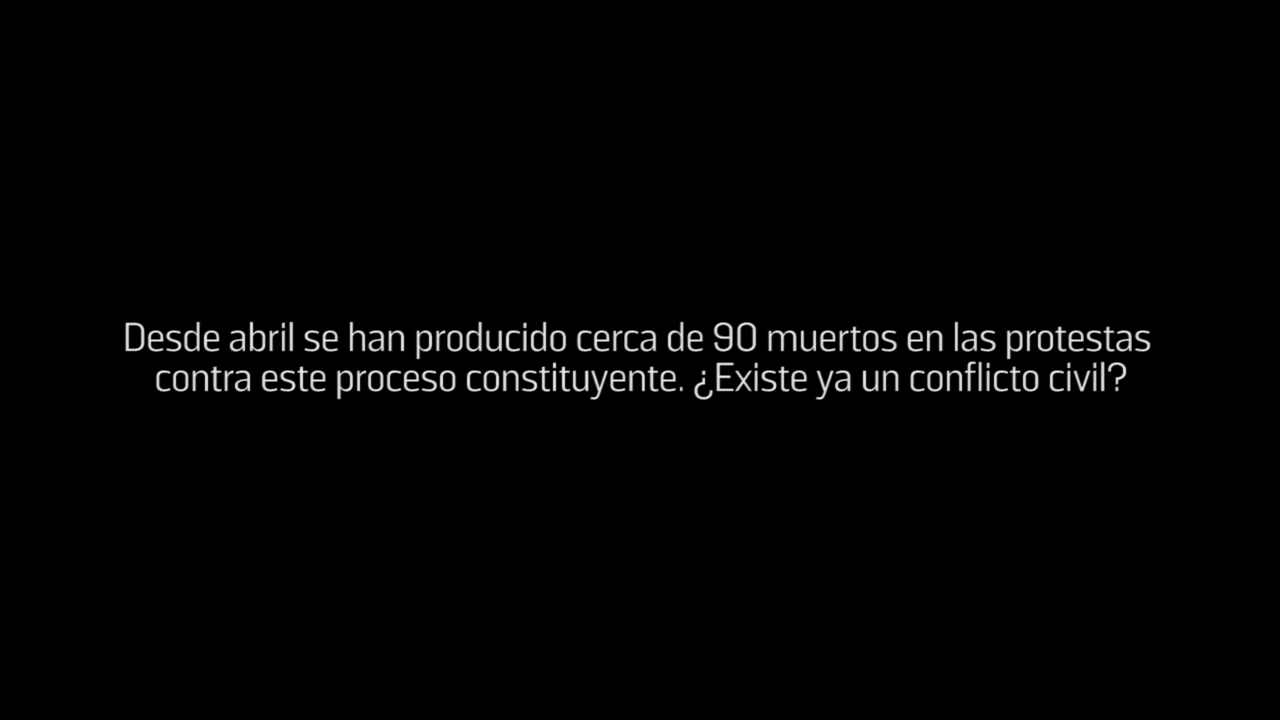 Desde abril se han producido cerca de 90 muertos en las protestas
contra este proceso constituyente. ¿Existe ya un conflicto civil?